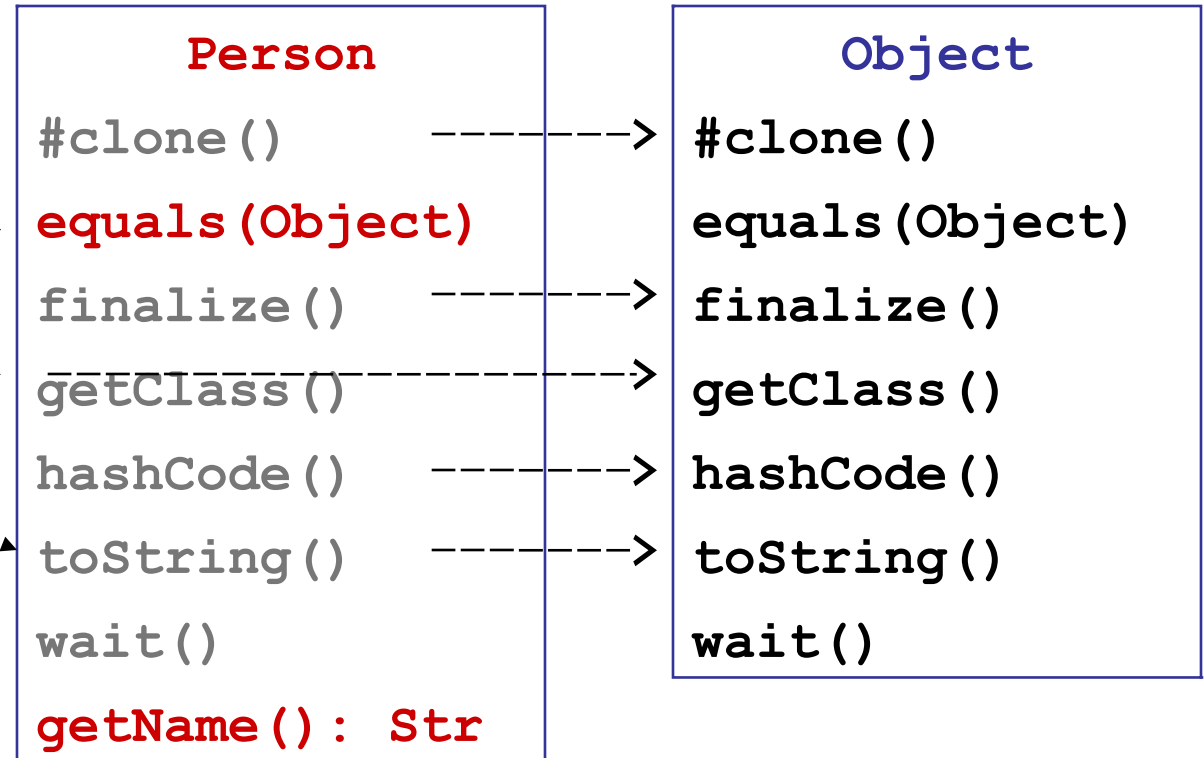 Person
#clone()
equals(Object)
finalize()
getClass()
hashCode()
toString()
wait()
getName(): Str
Object
#clone()
equals(Object)
finalize()
getClass()
hashCode()
toString()
wait()